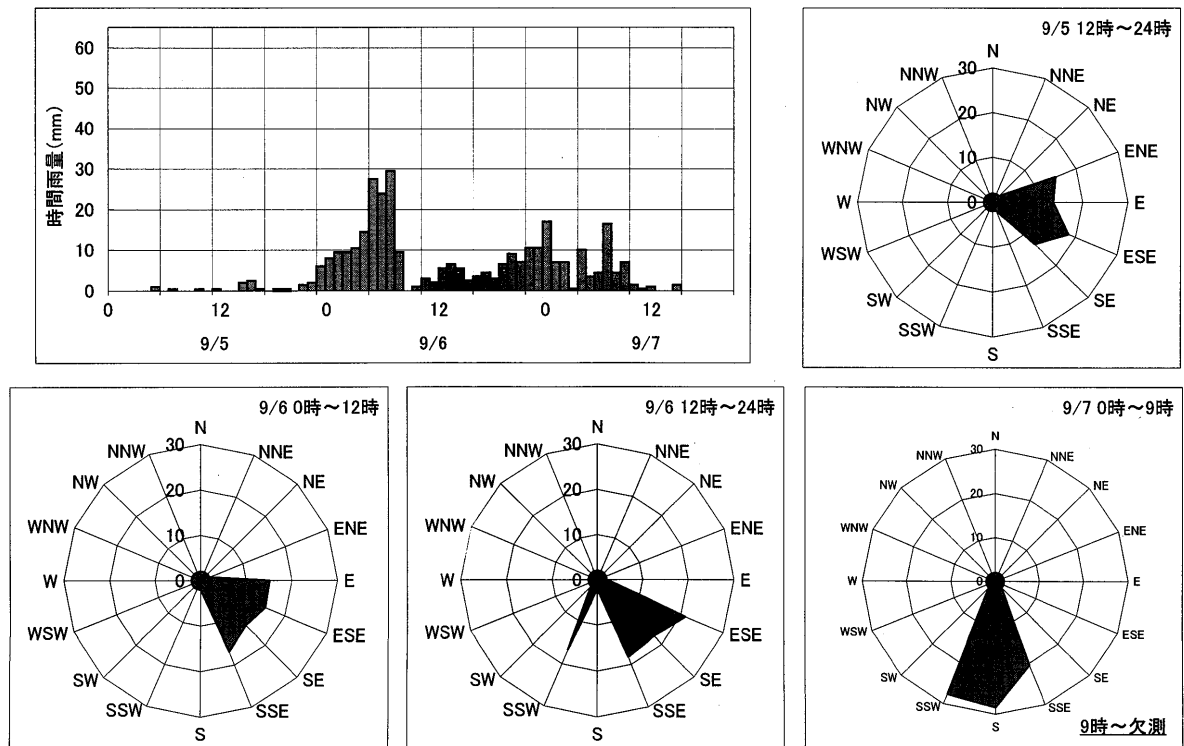 60
50
40
30
20
10
0
時間雨量(mm)
0 12 0 12 0 12
9/5 9/6 9/7
9/5 12時～24時
N
NNE
NE
ENE
E
ESE
SE
SSE
S
SSW
SW
WSW
W
WNW
NW
NNW
30
20
10
0
9/6 0時～12時
N
NNE
NE
ENE
E
ESE
SE
SSE
S
SSW
SW
WSW
W
WNW
NW
NNW
30
20
10
0
9/6 12時～24時
N
NNE
NE
ENE
E
ESE
SE
SSE
S
SSW
SW
WSW
W
WNW
NW
NNW
30
20
10
0
9/7 0時～9時
N
NNE
NE
ENE
E
ESE
SE
SSE
S
SSW
SW
WSW
W
WNW
NW
NNW
30
20
10
0
9時～欠測